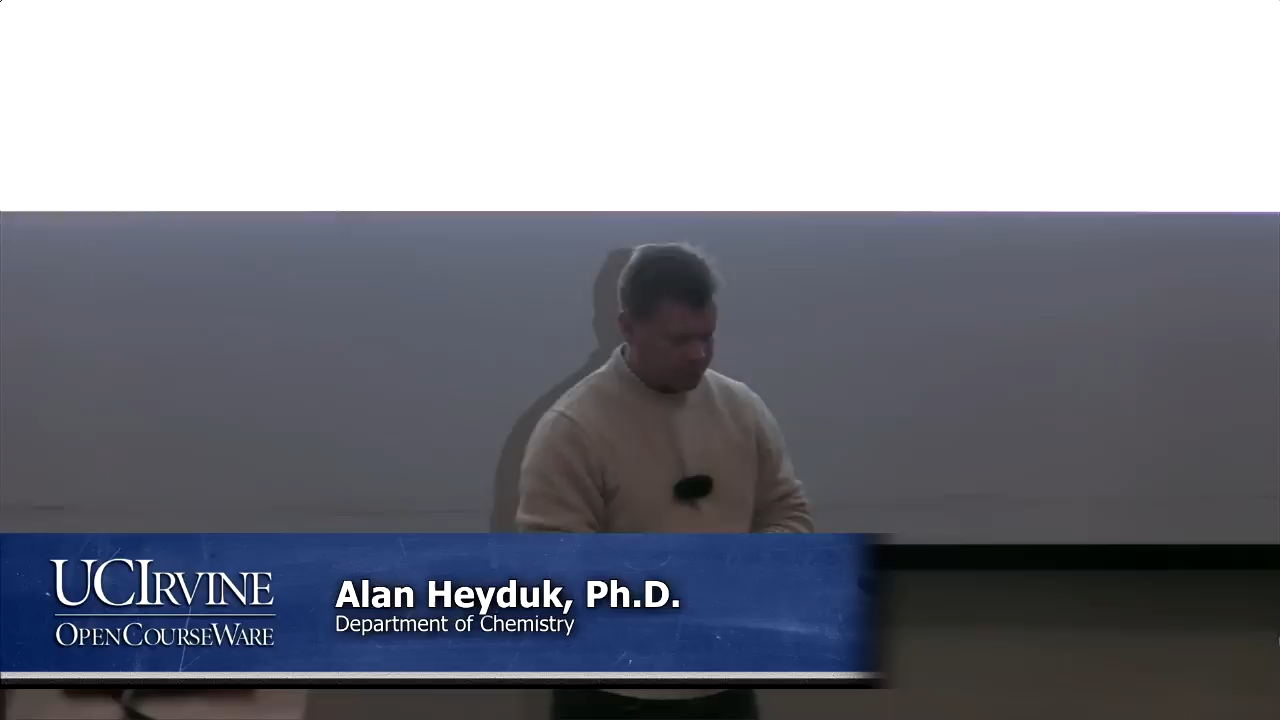 UCIRVINE
OPENCOURSEWARE
Alan Heyduk, Ph.D.
Department of Chemistry